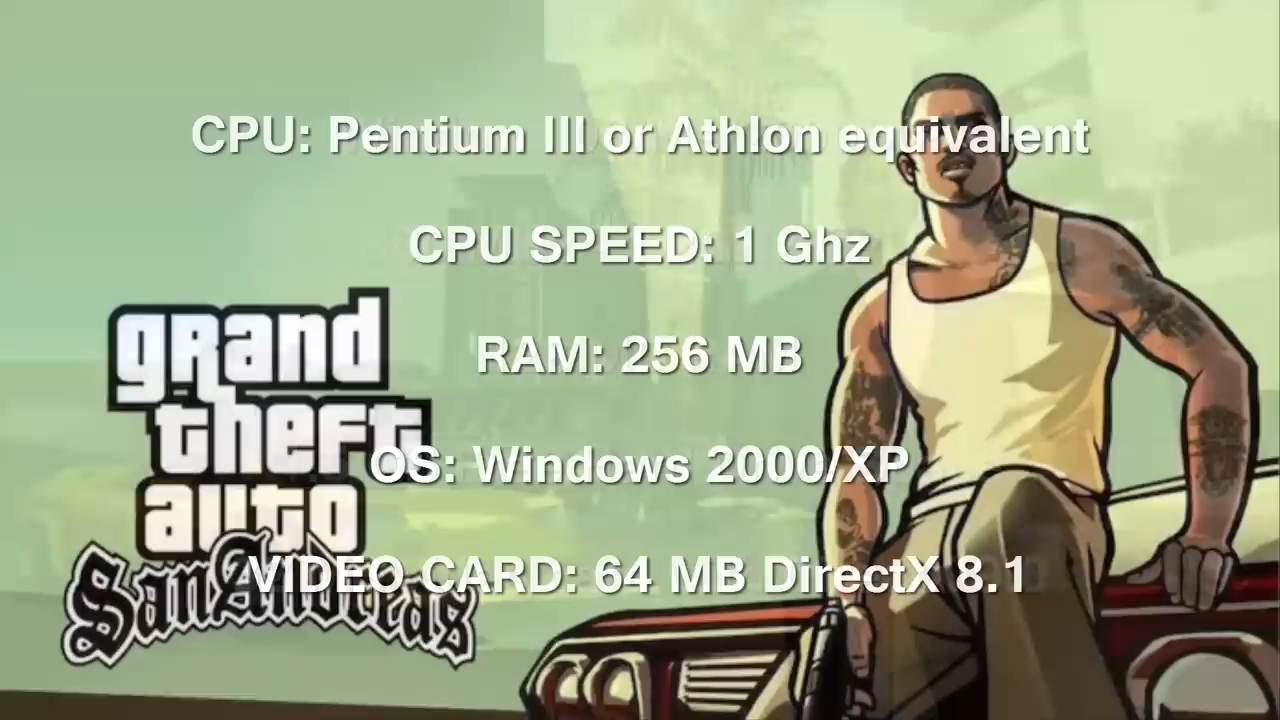 CPU: Pentium III or Athlon equivalent
CPU SPEED: 1 Ghz
RAM: 256 MB
grand
theft
auto
San Andreas
OS: Windows 2000/XP
VIDEO CARD: 64 MB DirectX 8.1